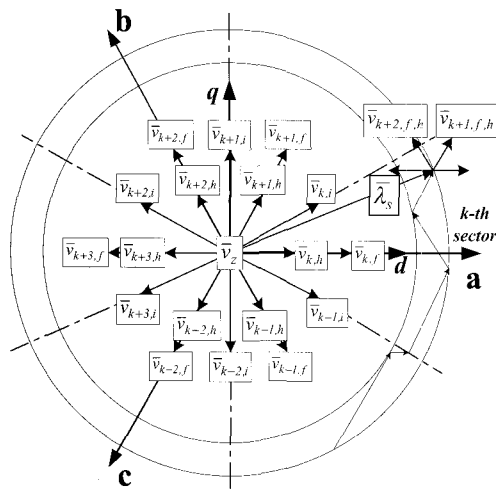 b
q
v̄k+2,f v̄k+1,i v̄k+1,f
v̄k+2,f,h v̄k+1,f,h
v̄k+2,i v̄k+2,h v̄k+1,h v̄k,i
λ̄s
k-th
sector
v̄k+3,f v̄k+3,h v̄z v̄k,h v̄k,f d
a
v̄k+3,i v̄k-2,h v̄k-1,h v̄k-1,i
v̄k-2,f v̄k-2,i v̄k-1,f
c